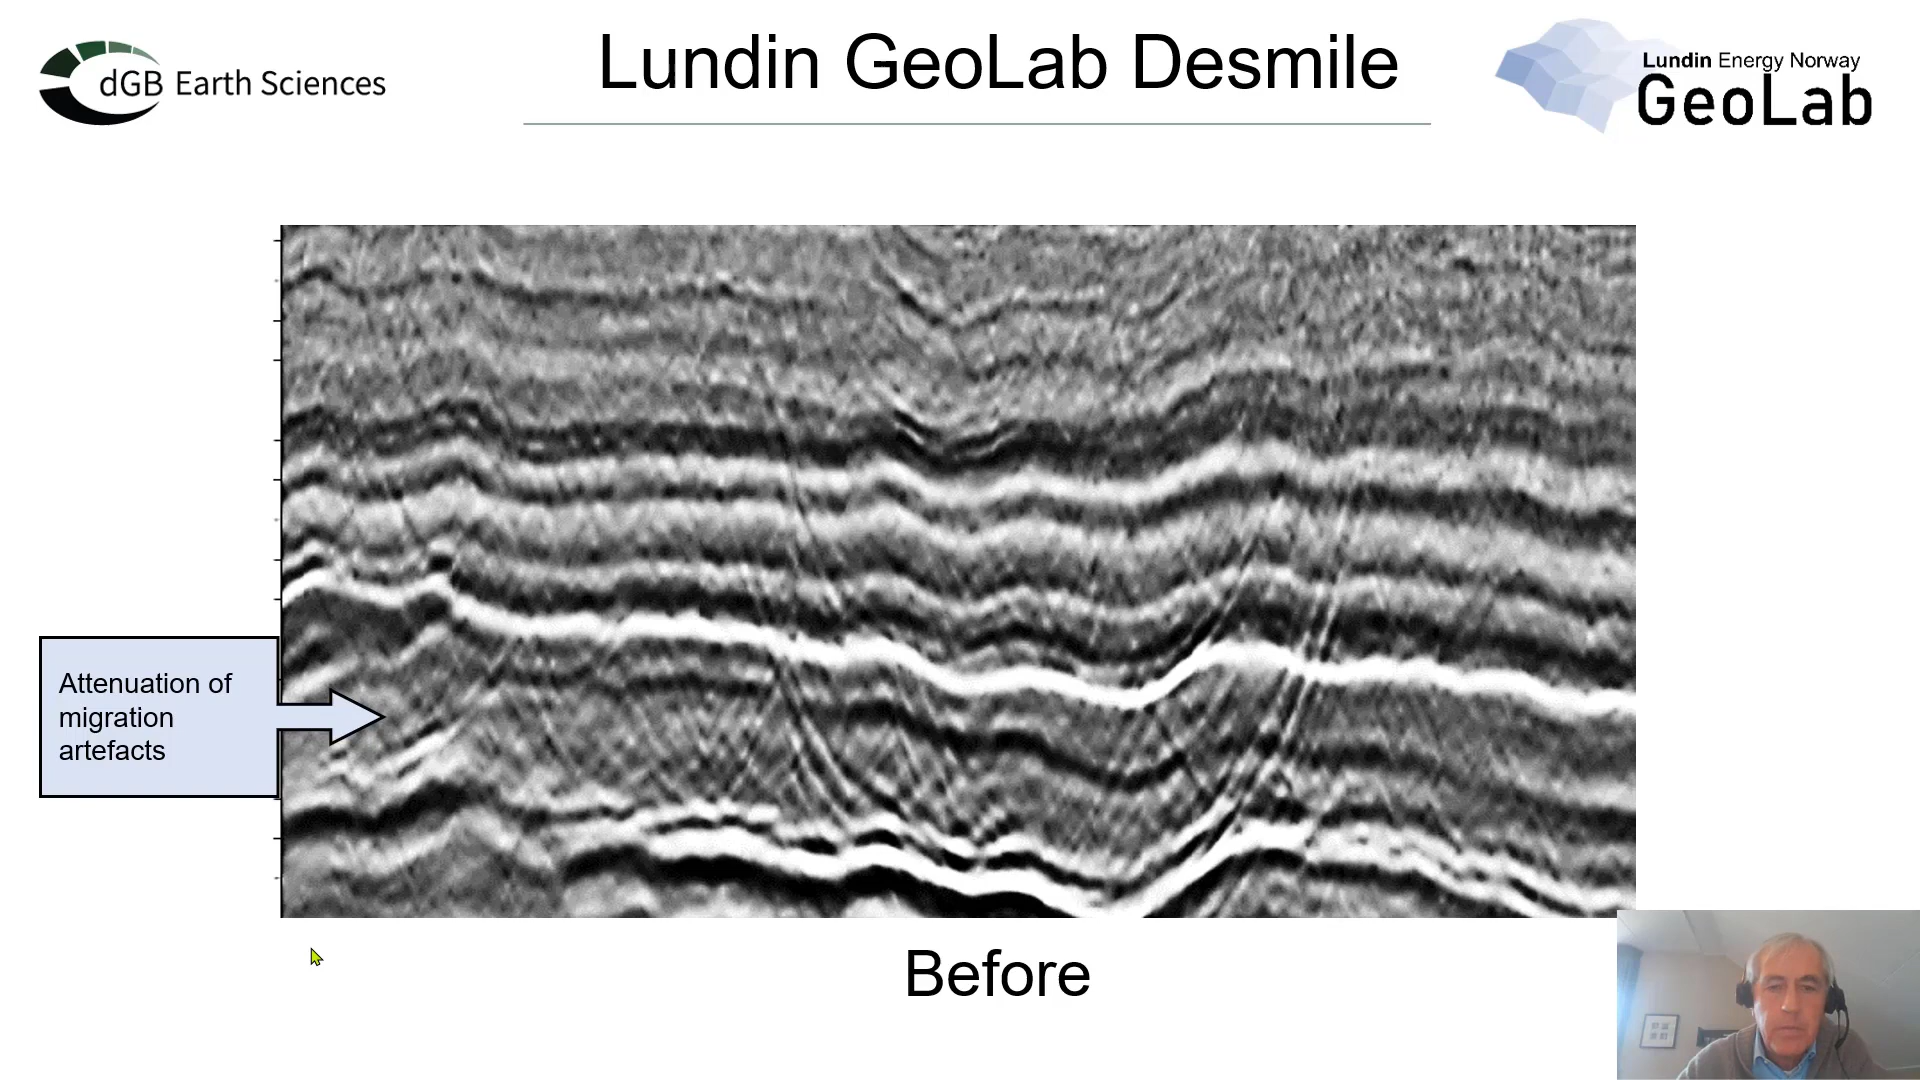 dGB Earth Sciences
Lundin GeoLab Desmile
Lundin Energy Norway
GeoLab
Attenuation of
migration
artefacts
Before